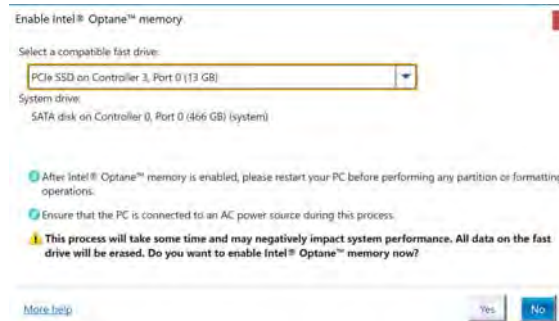 Enable Intel® Optane™ memory
Select a compatible fast drive:
PCIe SSD on Controller 3, Port 0 (13 GB)
System drive:
SATA disk on Controller 0, Port 0 (466 GB) (system)
After Intel® Optane™ memory is enabled, please restart your PC before performing any partition or formatting
operations.
Ensure that the PC is connected to an AC power source during this process.
This process will take some time and may negatively impact system performance. All data on the fast
drive will be erased. Do you want to enable Intel® Optane™ memory now?
More help
Yes
No